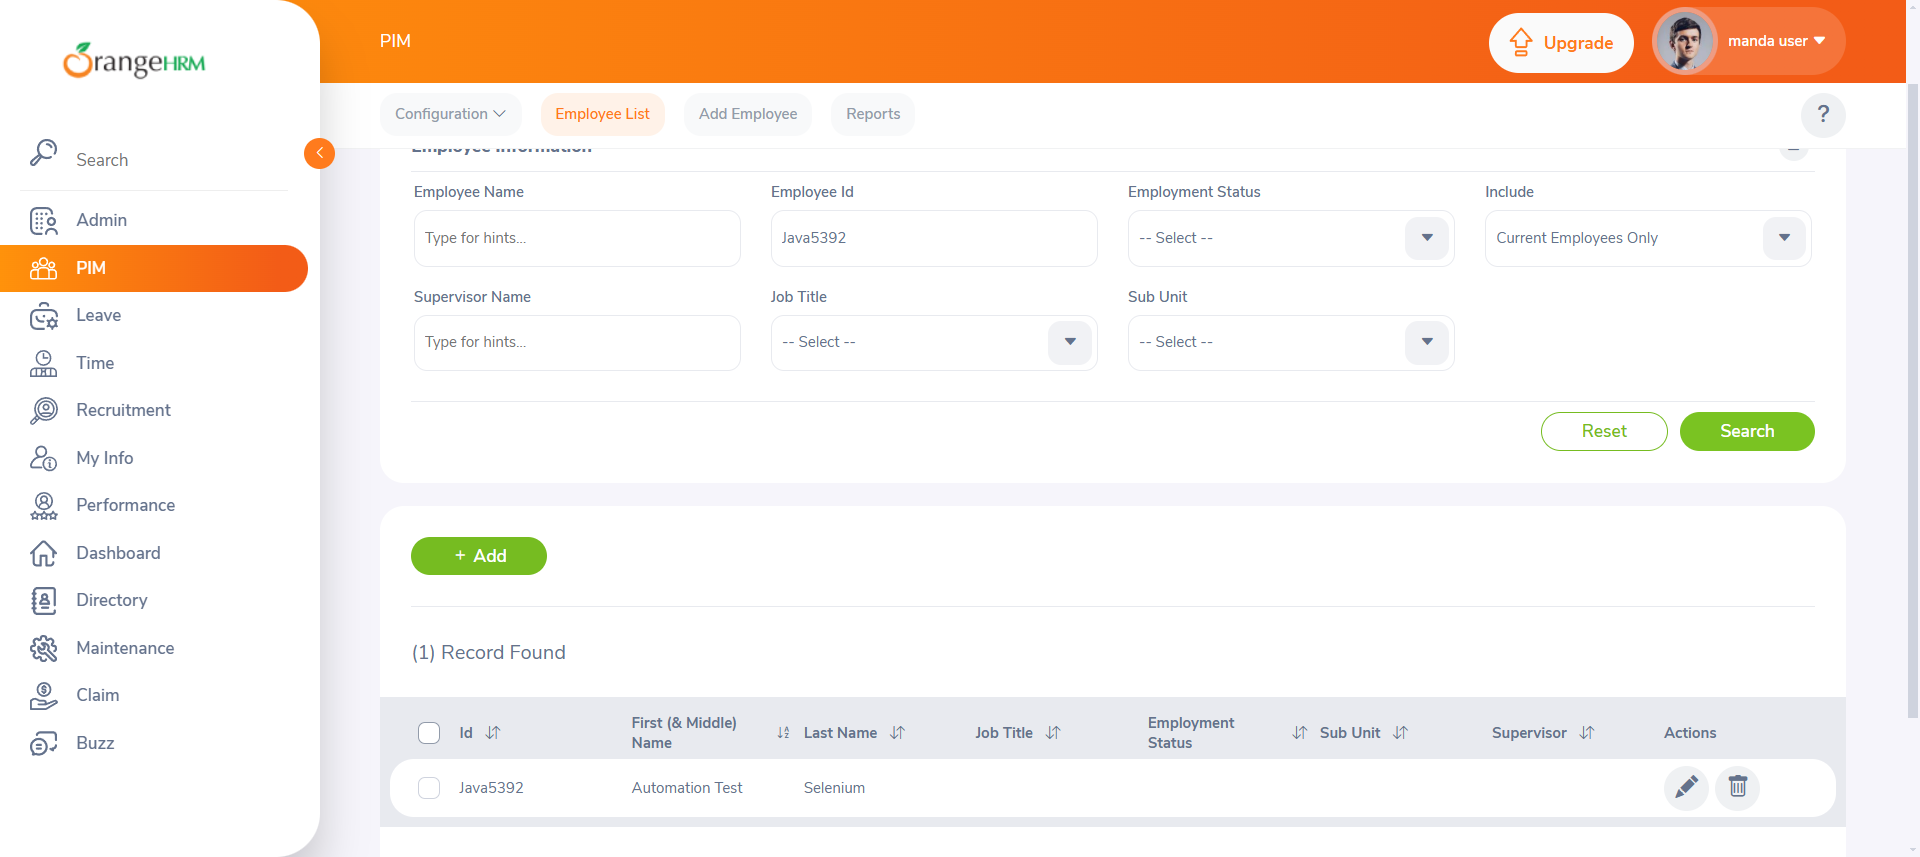 OrangeHRM
PIM
Upgrade
manda user
Configuration
Employee List
Add Employee
Reports
?
Search
Admin
PIM
Leave
Time
Recruitment
My Info
Performance
Dashboard
Directory
Maintenance
Claim
Buzz
Employee Information
Employee Name
Employee Id
Employment Status
Include
Type for hints...
Java5392
-- Select --
Current Employees Only
Supervisor Name
Job Title
Sub Unit
Type for hints...
-- Select --
-- Select --
Reset
Search
+ Add
(1) Record Found
Id
First (& Middle)
Name
Last Name
Job Title
Employment
Status
Sub Unit
Supervisor
Actions
Java5392
Automation Test
Selenium